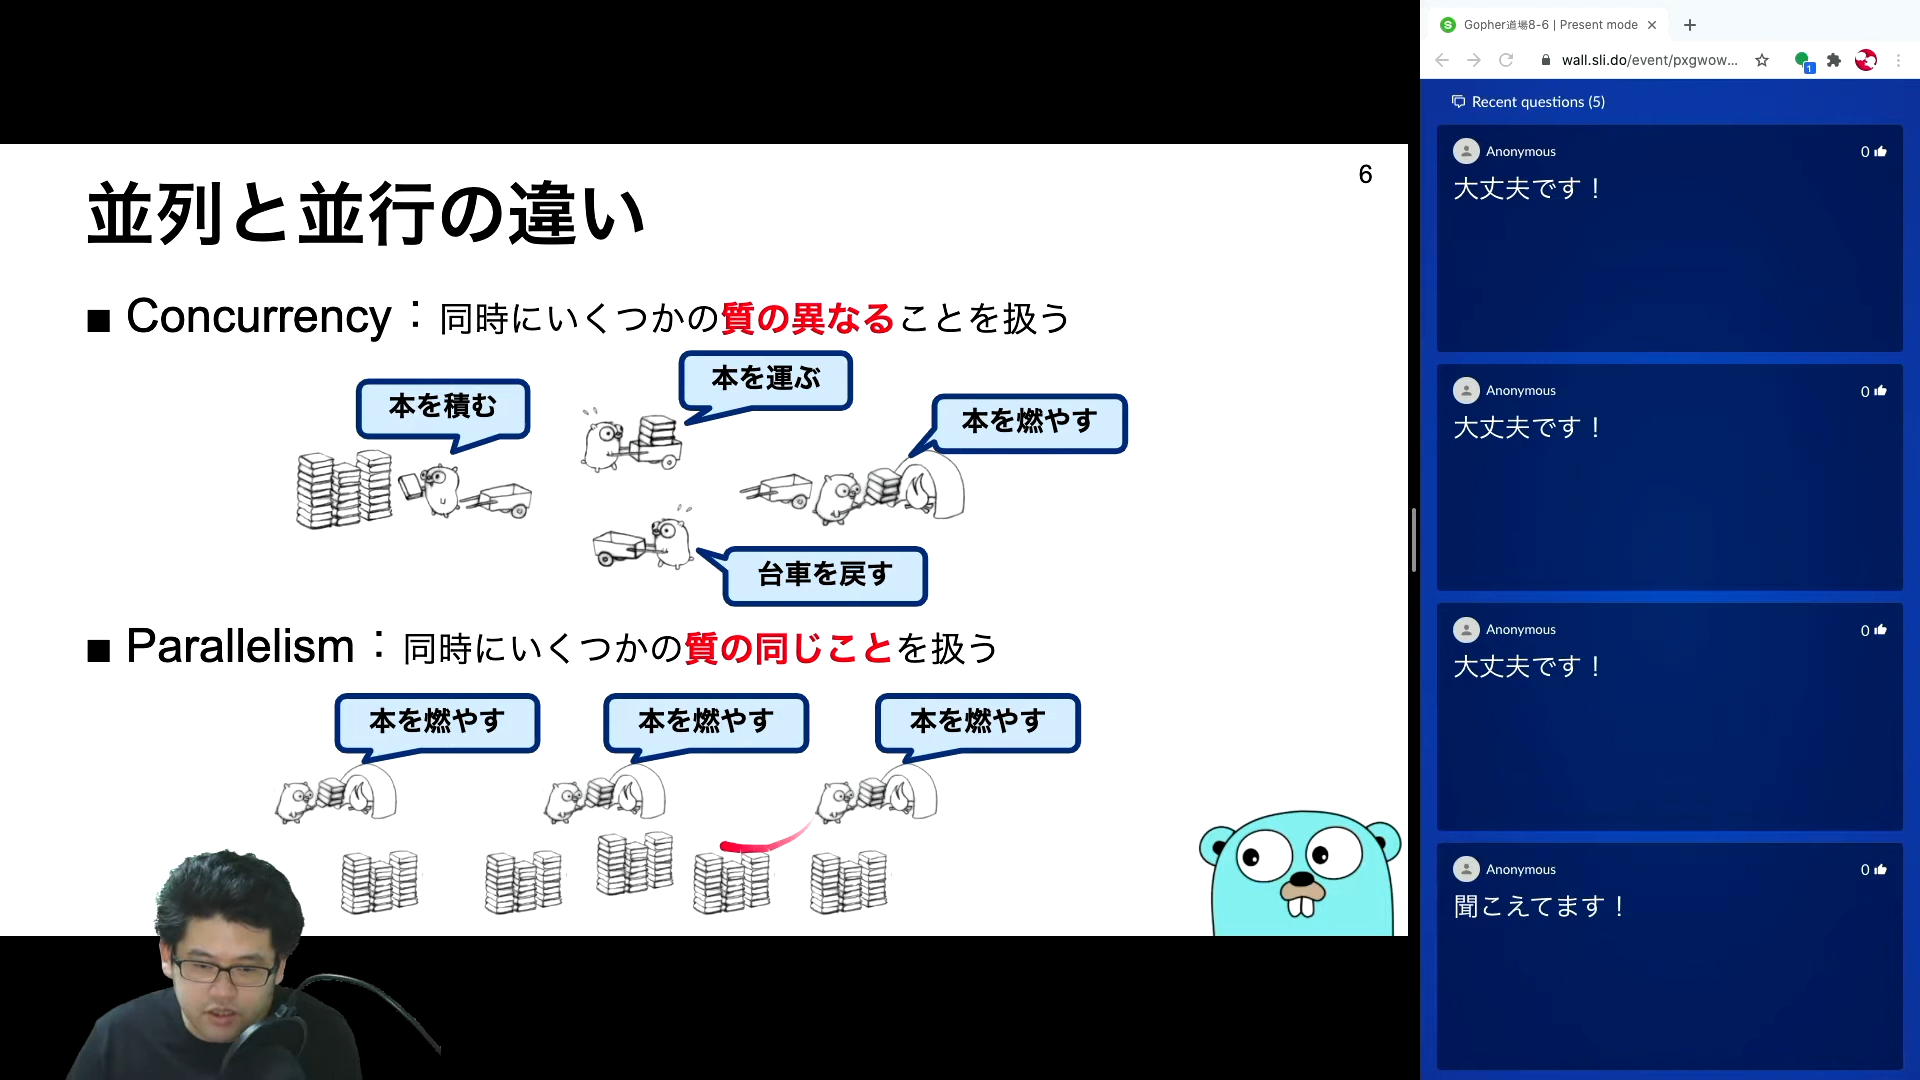 6
並列と並行の違い
■ Concurrency：同時にいくつかの質の異なることを扱う
本を積む
本を運ぶ
本を燃やす
台車を戻す
■ Parallelism：同時にいくつかの質の同じことを扱う
本を燃やす
本を燃やす
本を燃やす
Gopher道場8-6 | Present mode
wall.sli.do/event/pxgwow...
1
Recent questions (5)
Anonymous
0
大丈夫です！
Anonymous
0
大丈夫です！
Anonymous
0
大丈夫です！
Anonymous
0
聞こえてます！